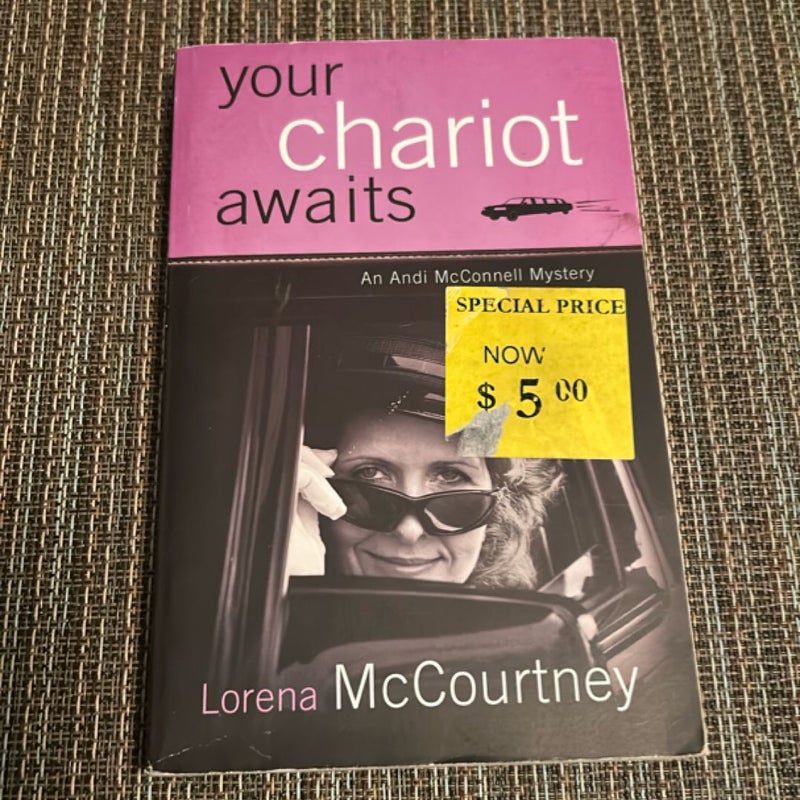 your
chariot
awaits
An Andi McConnell Mystery
SPECIAL PRICE
NOW
$ 5 00
Lorena McCourtney